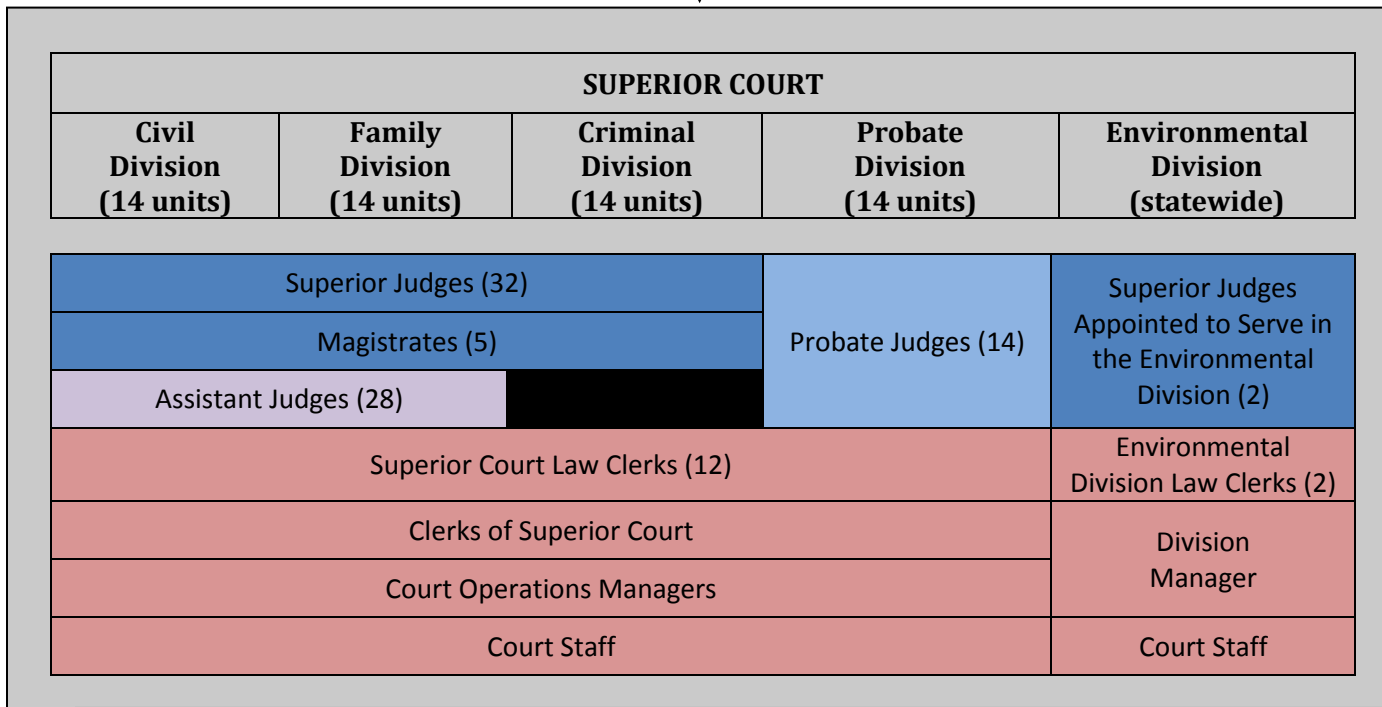 SUPERIOR COURT
Civil
Division
(14 units)
Family
Division
(14 units)
Criminal
Division
(14 units)
Probate
Division
(14 units)
Environmental
Division
(statewide)
Superior Judges (32)
Magistrates (5)
Assistant Judges (28)
Probate Judges (14)
Superior Judges
Appointed to Serve in
the Environmental
Division (2)
Superior Court Law Clerks (12)
Environmental
Division Law Clerks (2)
Clerks of Superior Court
Court Operations Managers
Division
Manager
Court Staff
Court Staff